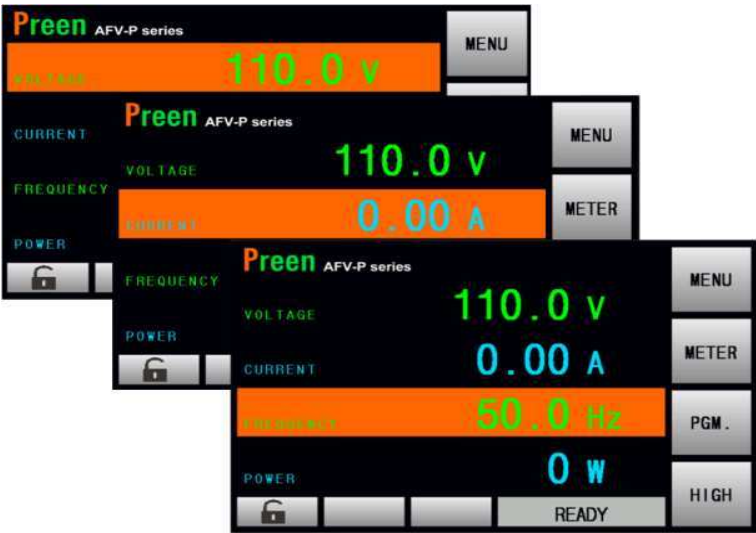 Preen AFV-P series
MENU
VOLTAGE 110.0 V
CURRENT
FREQUENCY
POWER
Preen AFV-P series
MENU
VOLTAGE 110.0 V
METER
CURRENT 0.00 A
FREQUENCY
POWER
Preen AFV-P series
MENU
VOLTAGE 110.0 V
METER
CURRENT 0.00 A
FREQUENCY 50.0 Hz
PGM.
POWER 0 W
HIGH
READY